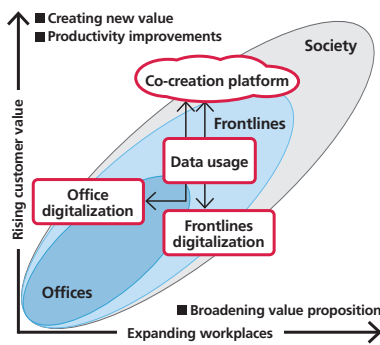 ■ Creating new value
■ Productivity improvements
Society
Co-creation platform
Frontlines
Data usage
Office
digitalization
Frontlines
digitalization
Offices
■ Broadening value proposition
Expanding workplaces
Rising customer value